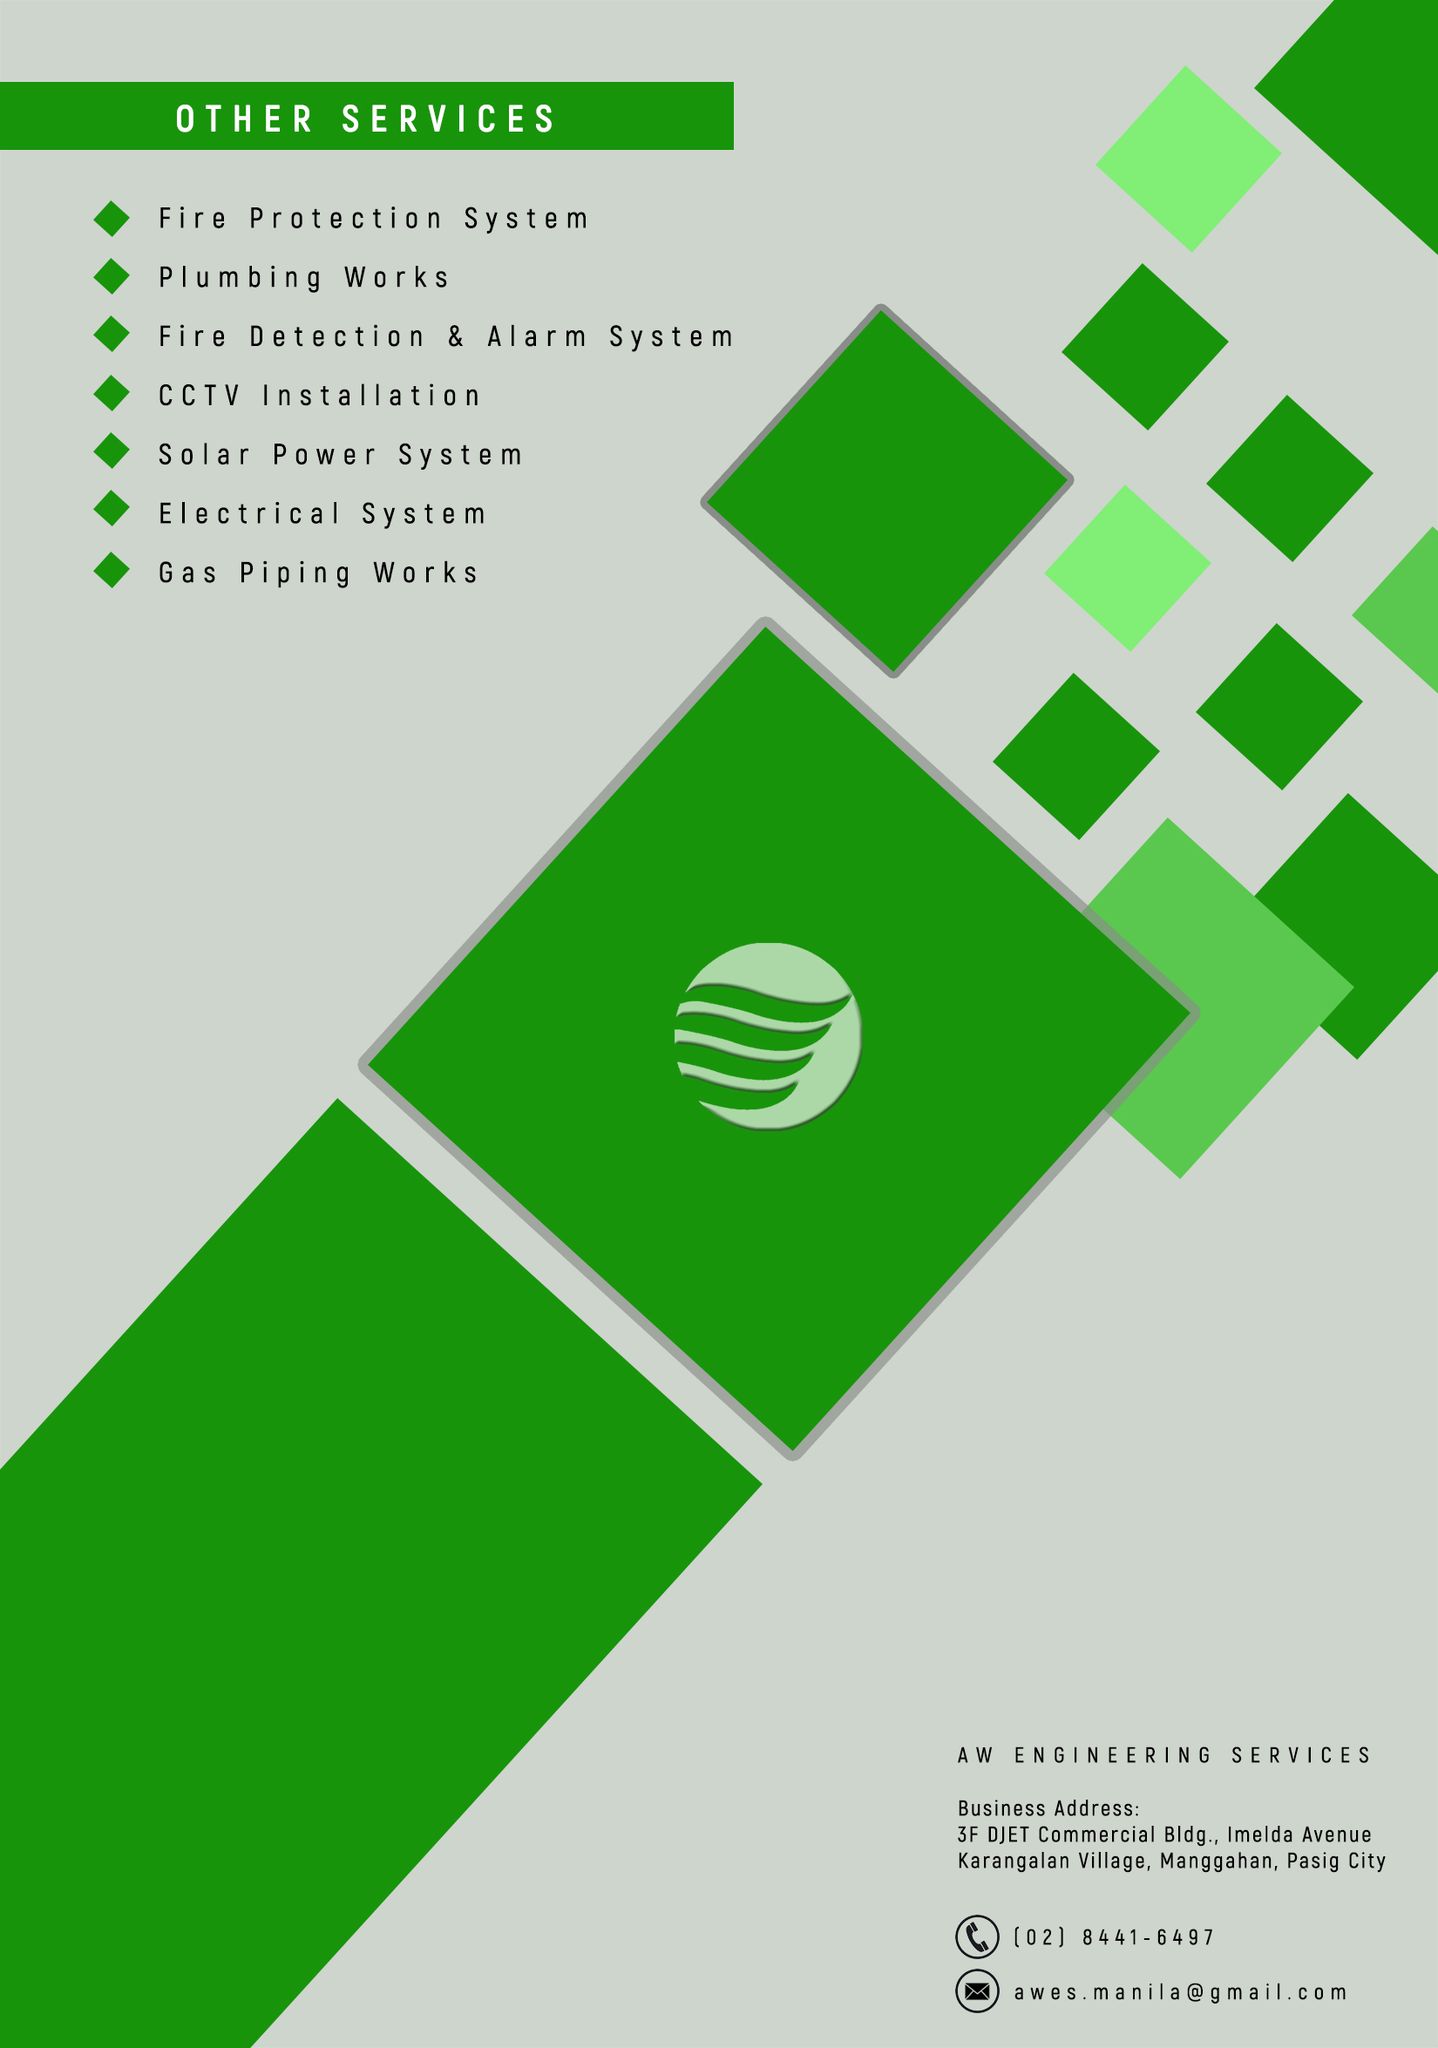 OTHER SERVICES
Fire Protection System
Plumbing Works
Fire Detection & Alarm System
CCTV Installation
Solar Power System
Electrical System
Gas Piping Works
AW ENGINEERING SERVICES
Business Address:
3F DJET Commercial Bldg., Imelda Avenue
Karangalan Village, Manggahan, Pasig City
(02) 8441-6497
awes.manila@gmail.com